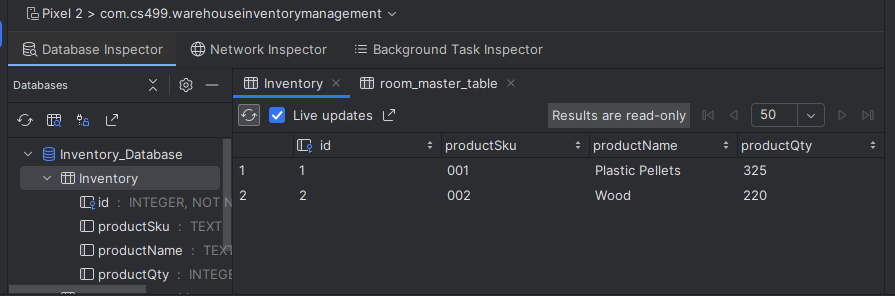 Pixel 2 > com.cs499.warehouseinventorymanagement
Database Inspector Network Inspector Background Task Inspector
Databases
Inventory room_master_table
Live updates Results are read-only 50
Inventory_Database
Inventory
id : INTEGER, NOT N
productSku : TEXT
productName : TEXT
productQty : INTEGE
id productSku productName productQty
1 1 001 Plastic Pellets 325
2 2 002 Wood 220